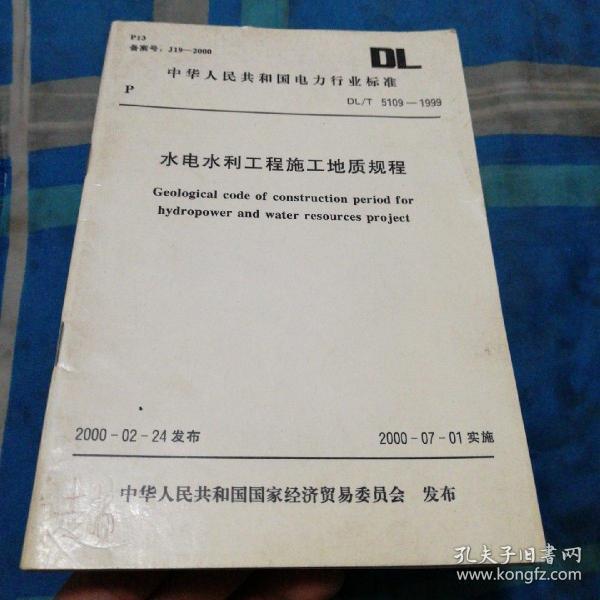 P13
备案号:J19—2000
DL
中华人民共和国电力行业标准
P
DL/T 5109—1999
水电水利工程施工地质规程
Geological code of construction period for
hydropower and water resources project
2000-02-24发布
2000-07-01实施
中华人民共和国国家经济贸易委员会 发布
孔夫子旧书网
www.kongfz.com